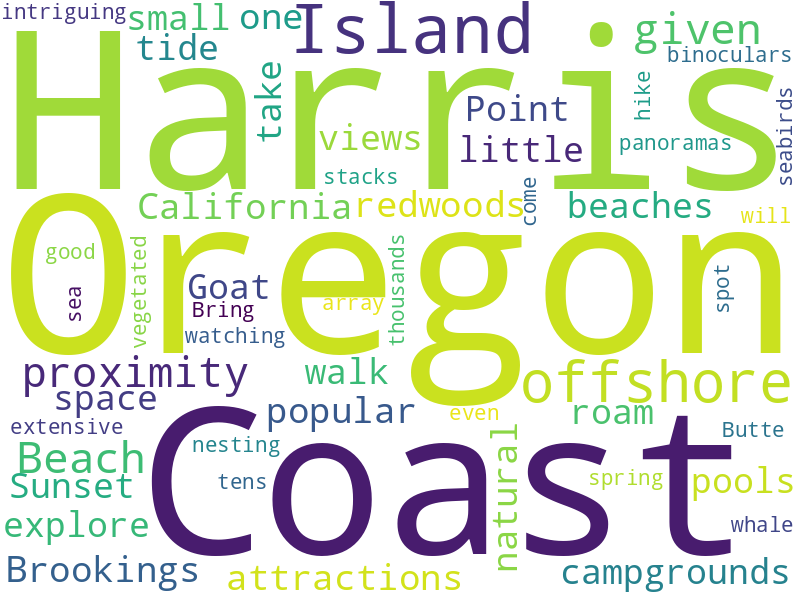 intriguing
small
one
Island
given
tide
binoculars
Harris
take
hike
seabirds
Point
views
little
panoramas
stacks
come
California
redwoods
beaches
will
Oregon
good
vegetated
thousands
spot
sea
Goat
Bring
array
watching
proximity
walk
offshore
space
popular
even
roam
extensive
Coast
Butte
Beach
nesting
natural
Sunset
tens
spring
pools
explore
whale
Brookings
attractions
campgrounds